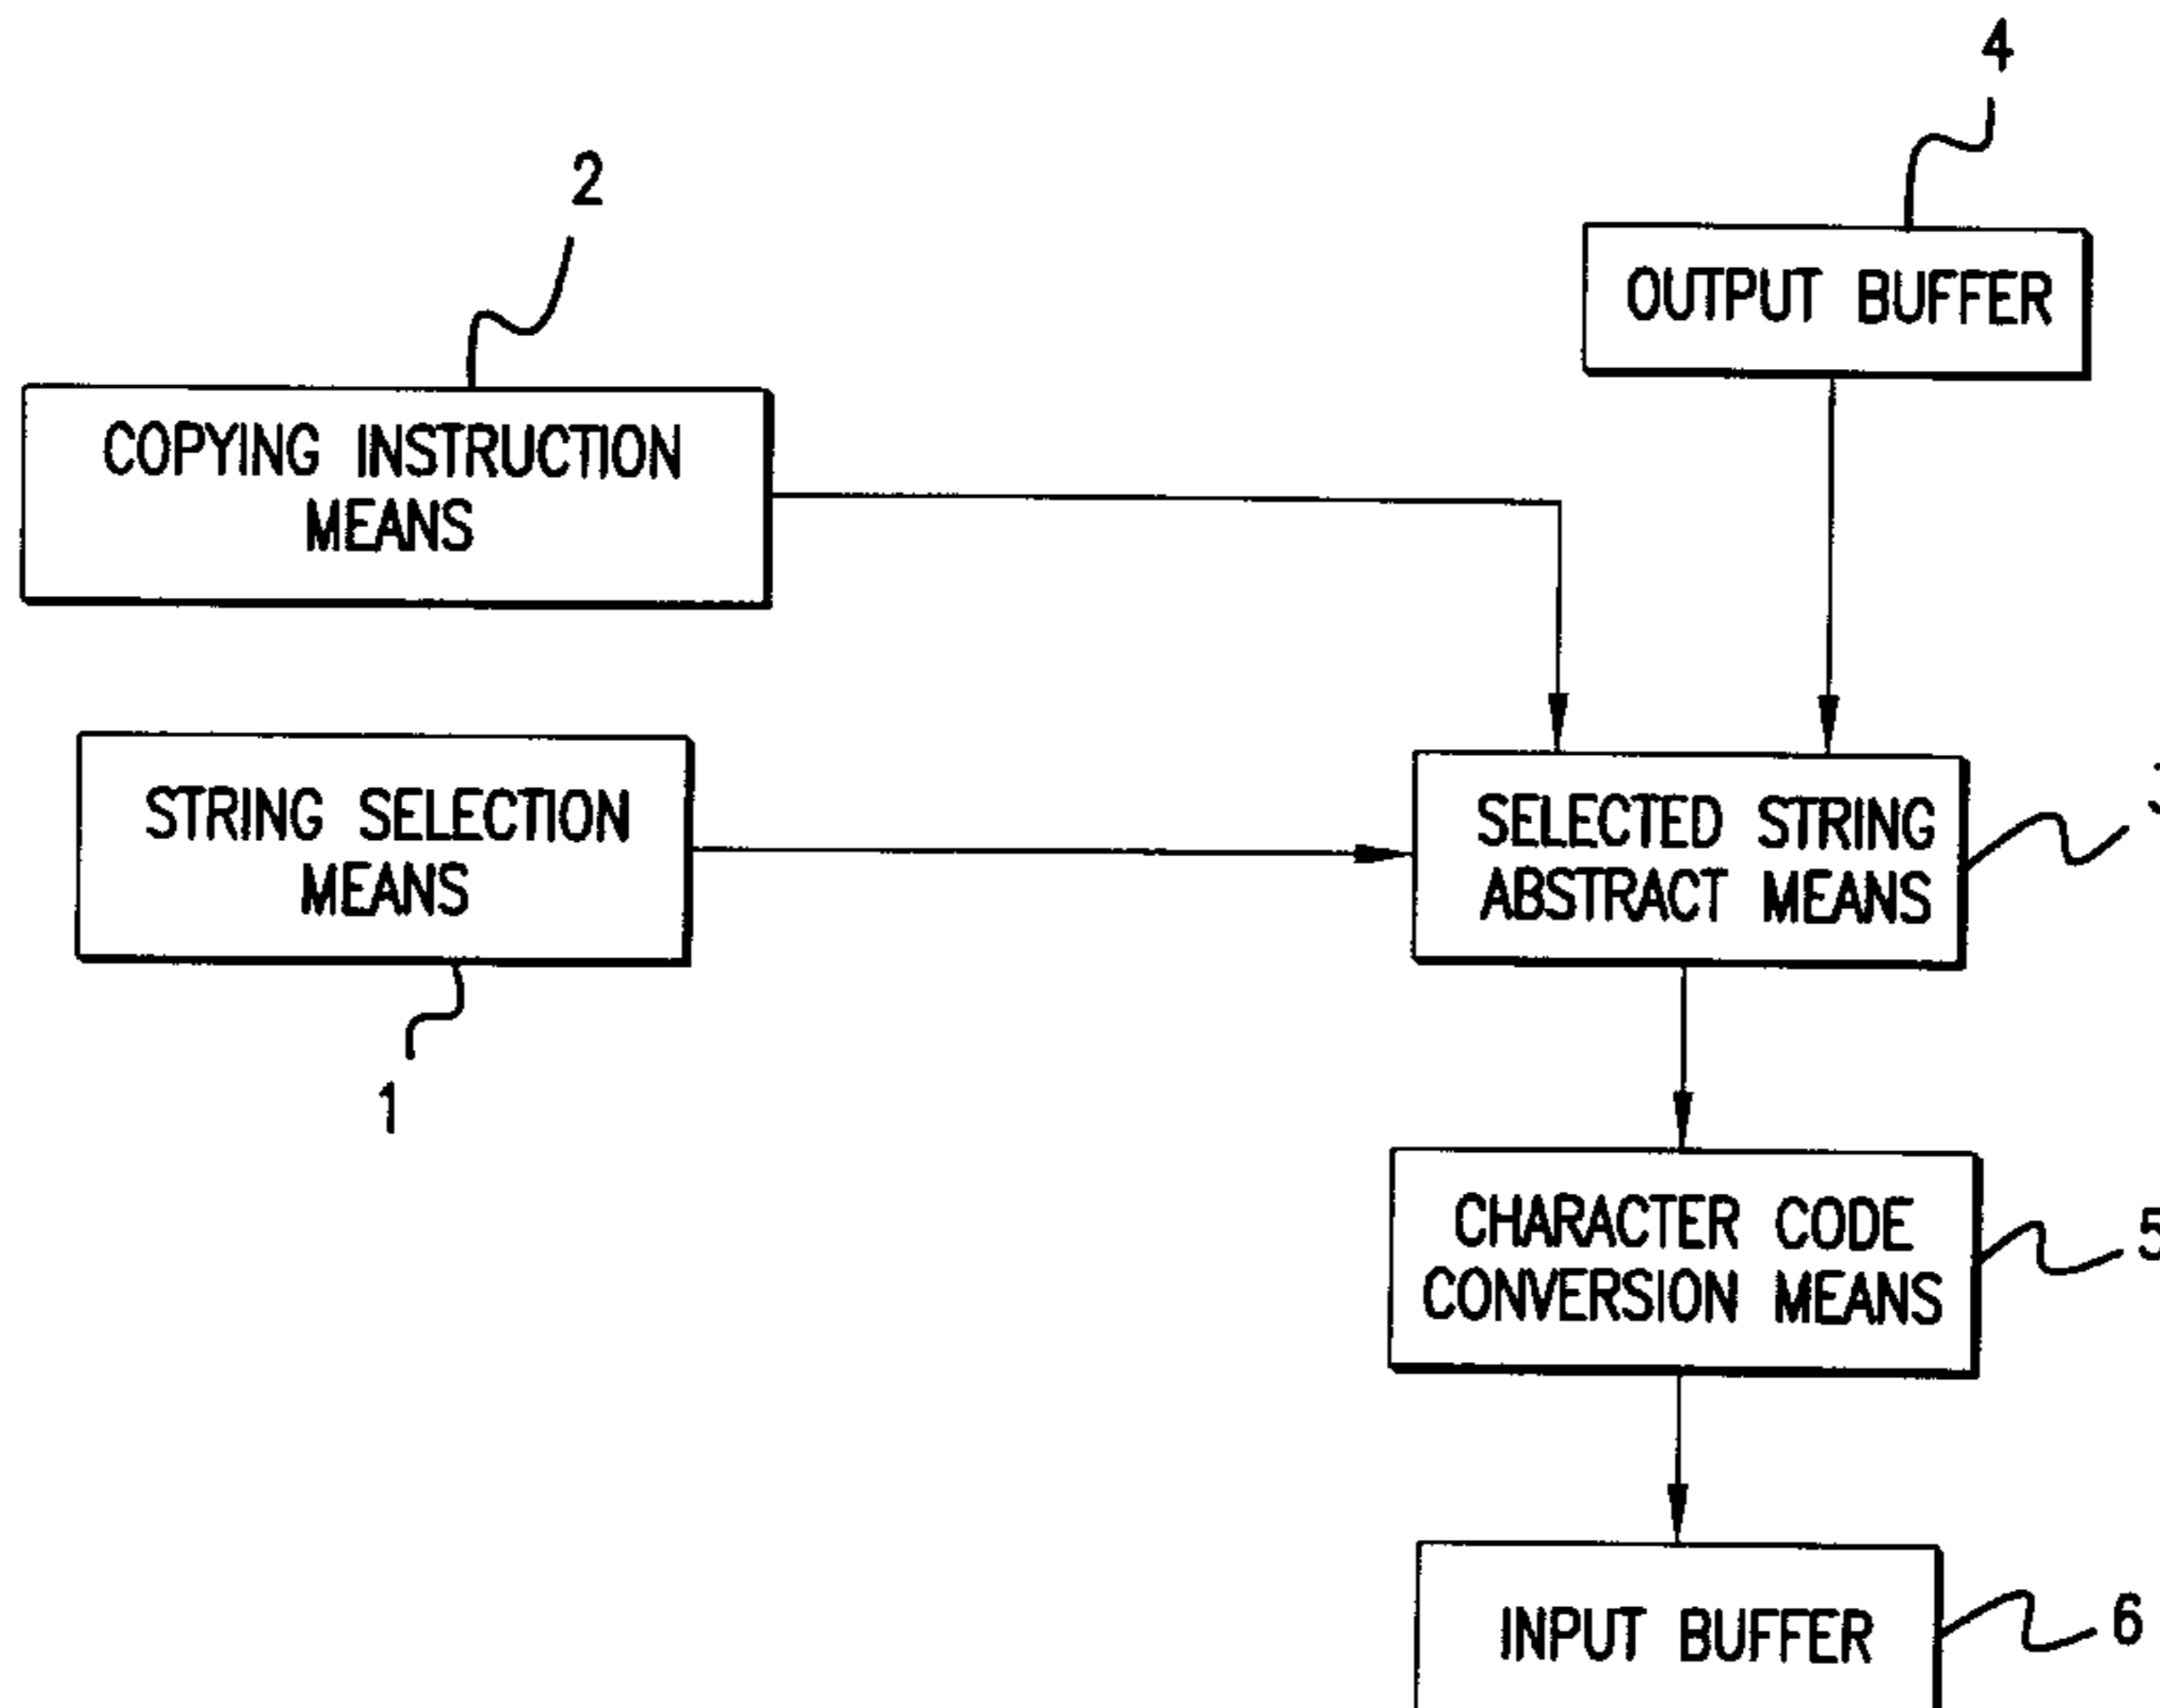 4
2
OUTPUT BUFFER
COPYING INSTRUCTION
MEANS
STRING SELECTION
MEANS
SELECTED STRING
ABSTRACT MEANS
1
CHARACTER CODE
CONVERSION MEANS
5
INPUT BUFFER
6